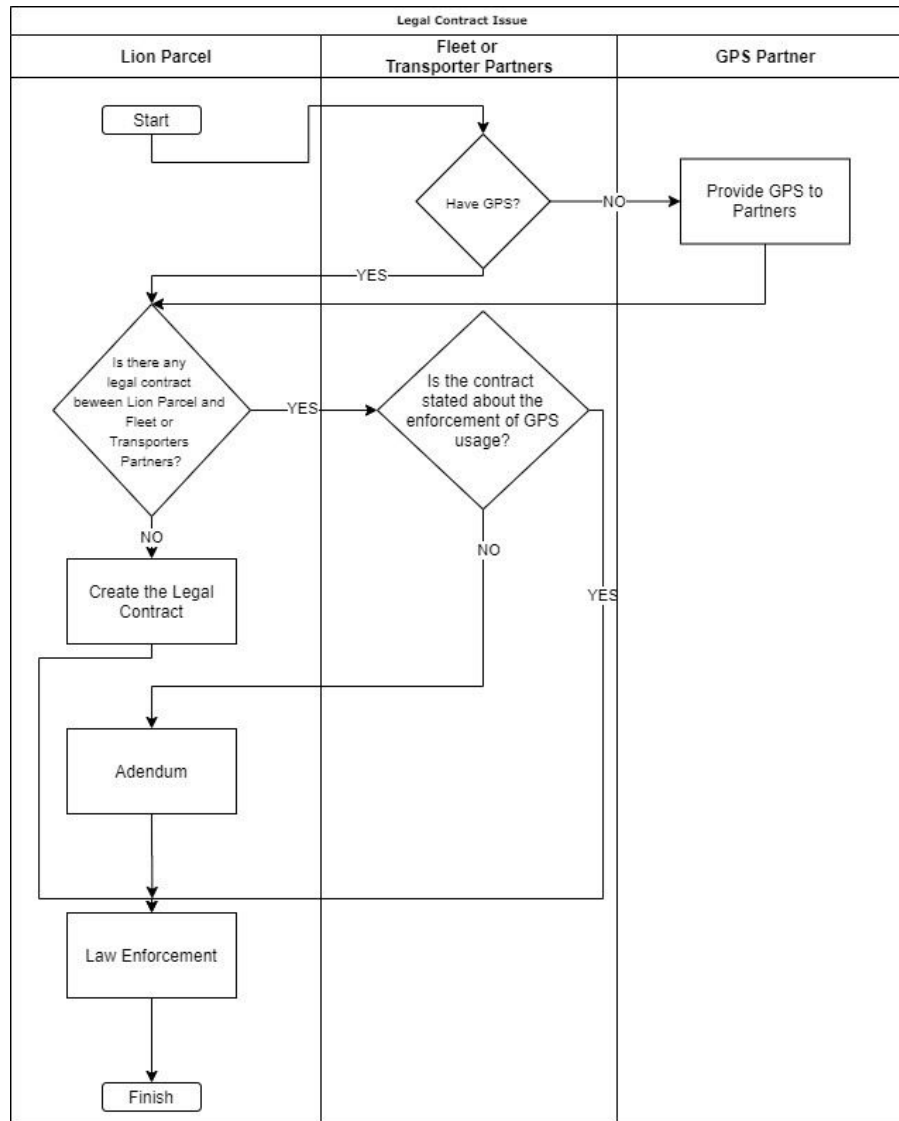 Legal Contract Issue
Lion Parcel
Fleet or
Transporter Partners
GPS Partner
Start
Have GPS?
NO
Provide GPS to
Partners
YES
Is there any
legal contract
beween Lion Parcel and
Fleet or
Transporters
Partners?
YES
Is the contract
stated about the
enforcement of GPS
usage?
NO
NO
Create the Legal
Contract
YES
Adendum
Law Enforcement
Finish